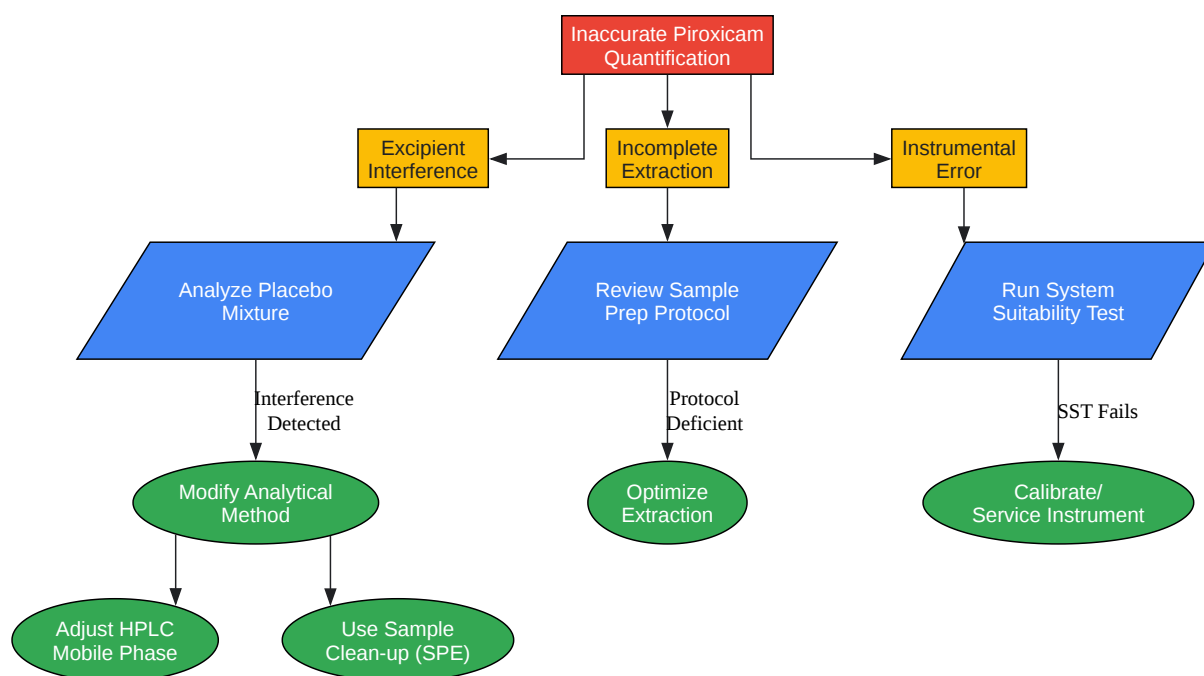 Inaccurate Piroxicam
Quantification
Excipient
Interference
Incomplete
Extraction
Instrumental
Error
Analyze Placebo
Mixture
Review Sample
Prep Protocol
Run System
Suitability Test
Interference
Detected
Protocol
Deficient
SST Fails
Modify Analytical
Method
Optimize
Extraction
Calibrate/
Service Instrument
Adjust HPLC
Mobile Phase
Use Sample
Clean-up (SPE)